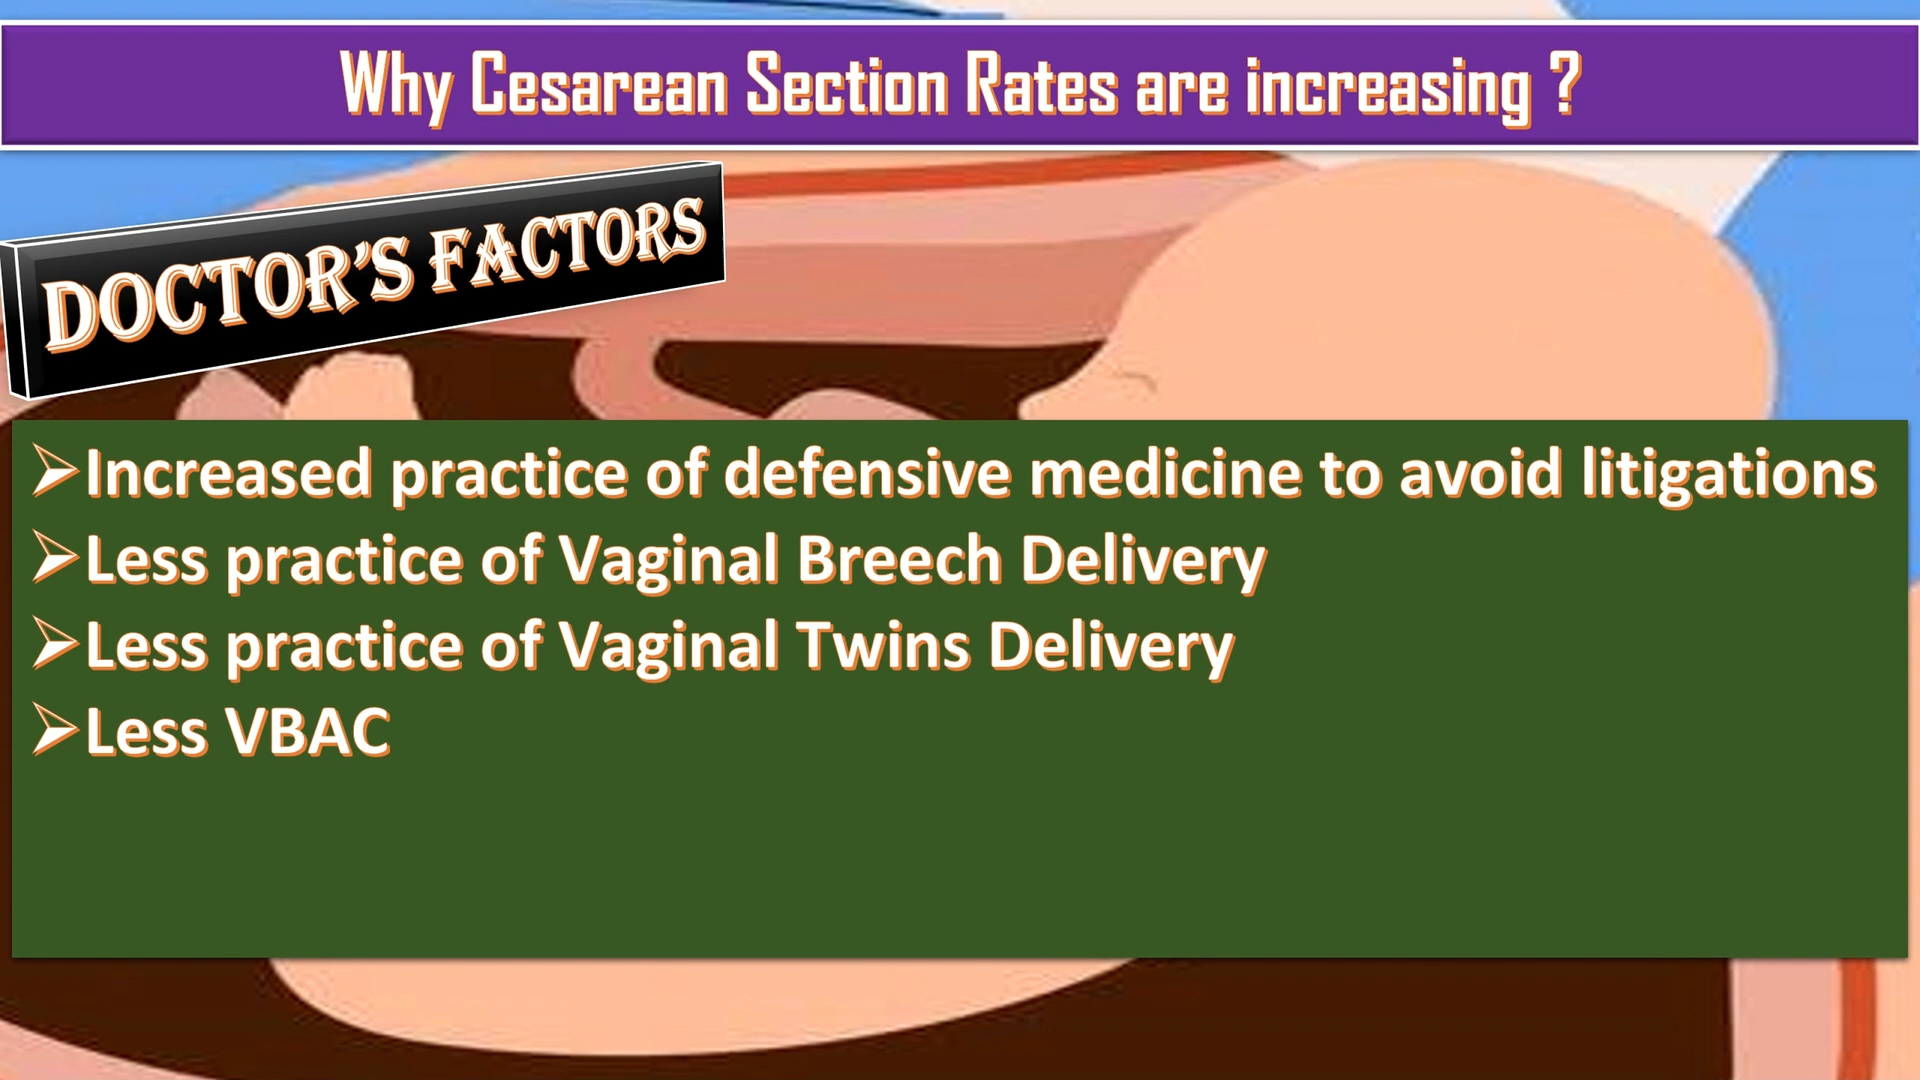 Why Cesarean Section Rates are increasing ?
DOCTOR'S FACTORS
➢Increased practice of defensive medicine to avoid litigations
➢Less practice of Vaginal Breech Delivery
➢Less practice of Vaginal Twins Delivery
➢Less VBAC